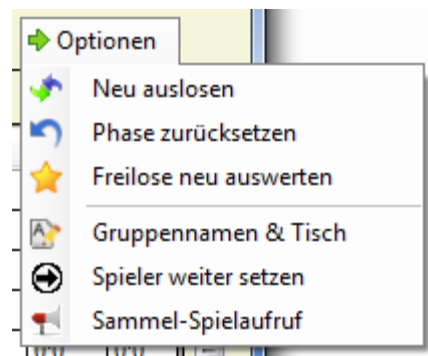 Optionen
Neu auslosen
Phase zurücksetzen
Freilose neu auswerten
Gruppennamen & Tisch
Spieler weiter setzen
Sammel-Spielaufruf